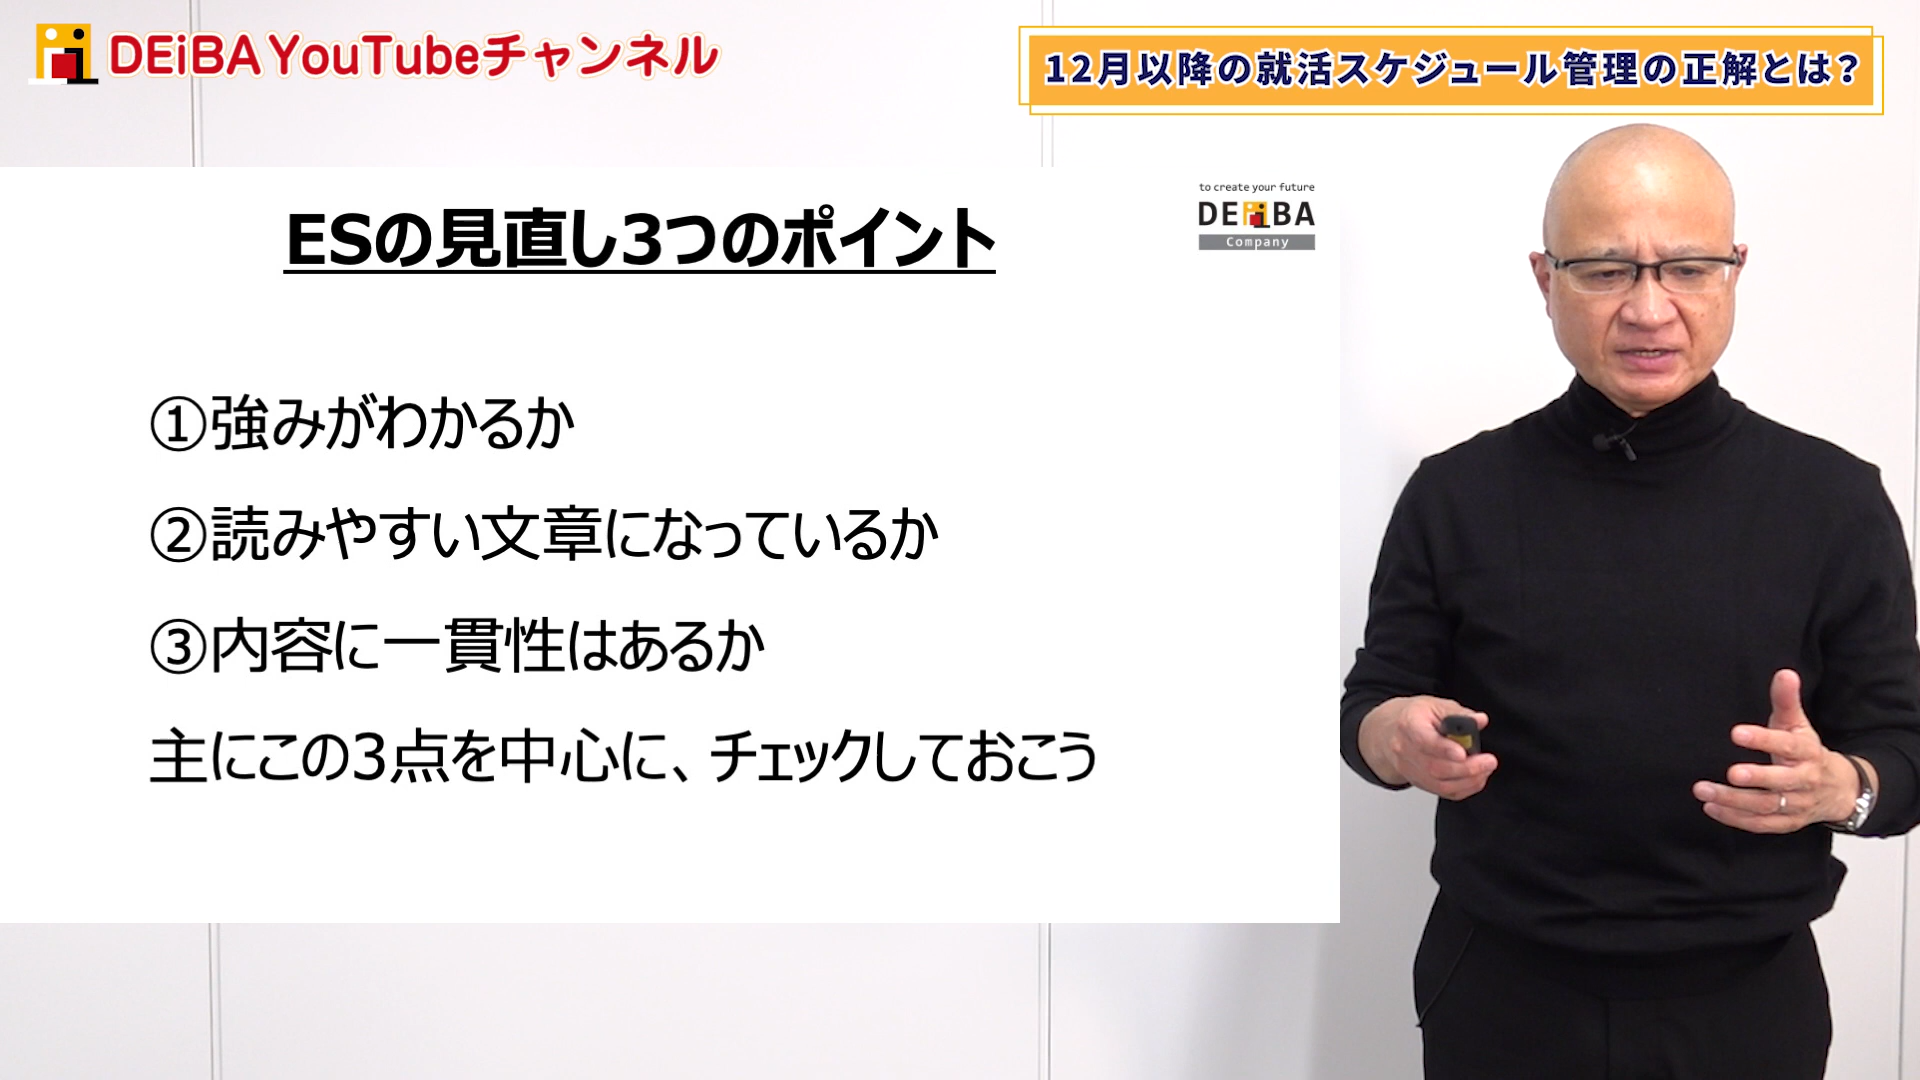 DEiBA YouTubeチャンネル
12月以降の就活スケジュール管理の正解とは?
to create your future
DEiBA
Company
ESの見直し3つのポイント
①強みがわかるか
②読みやすい文章になっているか
③内容に一貫性はあるか
主にこの3点を中心に、チェックしておこう